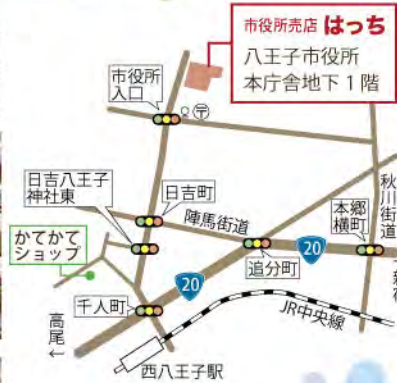 市役所売店 はっち
八王子市役所
本庁舎地下1階
市役所
入口
〒
日吉八王子
神社東
日吉町
陣馬街道
秋川街道
本郷
横町
かてかて
ショップ
20
追分町
20
千人町
JR中央線
高尾←
西八王子駅